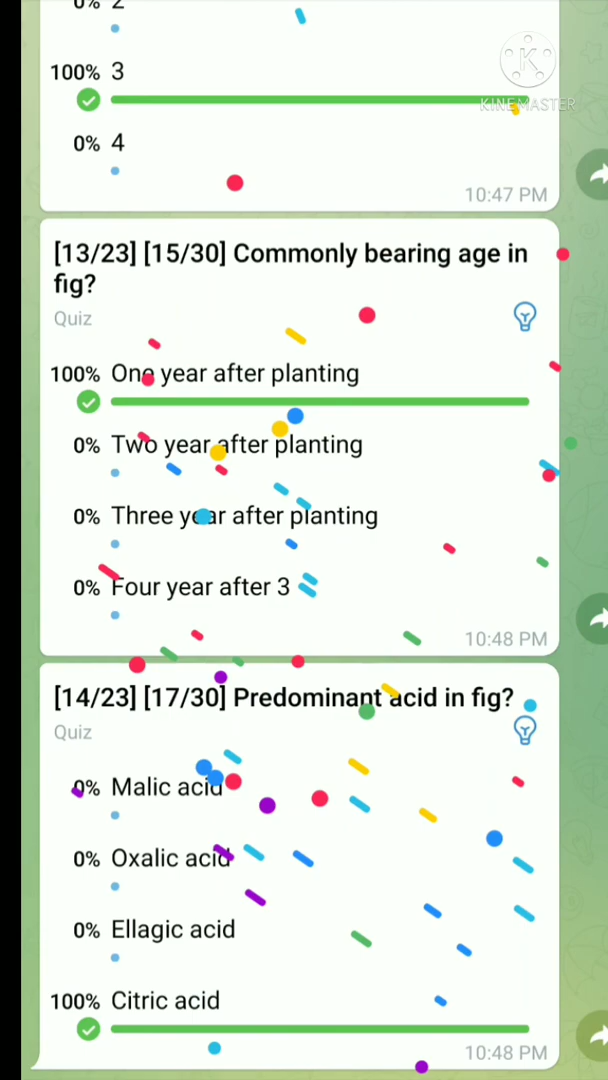 0% 2
100% 3
KINEMASTER
0% 4
10:47 PM
[13/23] [15/30] Commonly bearing age in
fig?
Quiz
100% One year after planting
0% Two year after planting
0% Three year after planting
0% Four year after 3
10:48 PM
[14/23] [17/30] Predominant acid in fig?
Quiz
0% Malic acid
0% Oxalic acid
0% Ellagic acid
100% Citric acid
10:48 PM